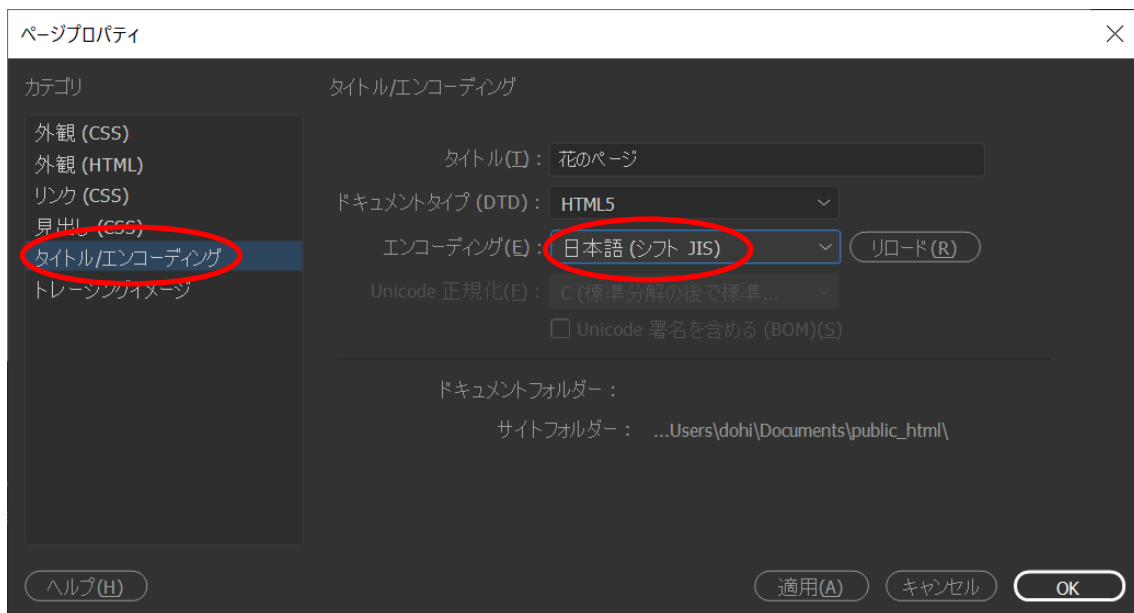 ページプロパティ
カテゴリ
外観 (CSS)
外観 (HTML)
リンク (CSS)
見出し (CSS)
タイトル/エンコーディング
トレーシングイメージ
タイトル/エンコーディング
タイトル(T) : 花のページ
ドキュメントタイプ (DTD) : HTML5
エンコーディング(E) : 日本語 (シフト JIS) リロード(R)
Unicode 正規化(F) : C (標準分解の後で標準...
Unicode 署名を含める (BOM)(S)
ドキュメントフォルダー :
サイトフォルダー : ...Users\dohi\Documents\public_html\
ヘルプ(H) 適用(A) キャンセル OK